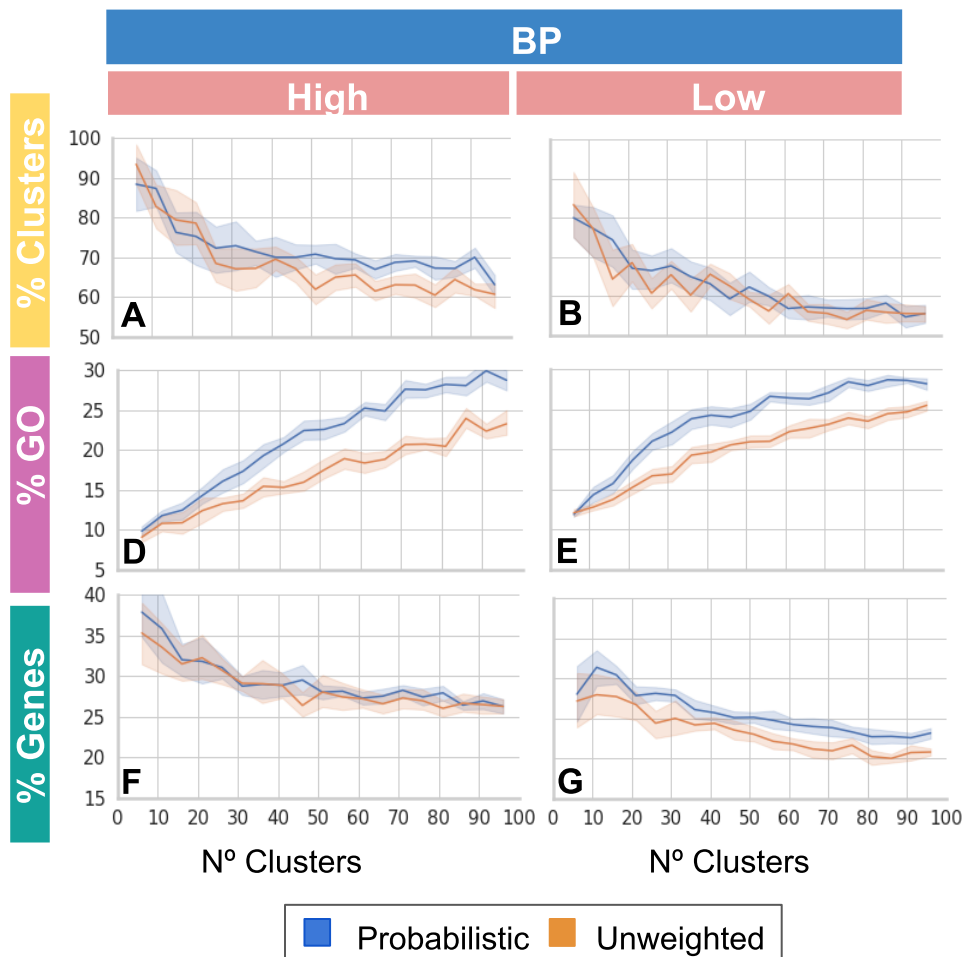 BP
High Low
% Clusters
100
90
80
70
60
50
A B
% GO
30
25
20
15
10
5
D E
% Genes
40
35
30
25
20
15
F G
0 10 20 30 40 50 60 70 80 90 100 0 10 20 30 40 50 60 70 80 90 100
Nº Clusters Nº Clusters
Probabilistic Unweighted